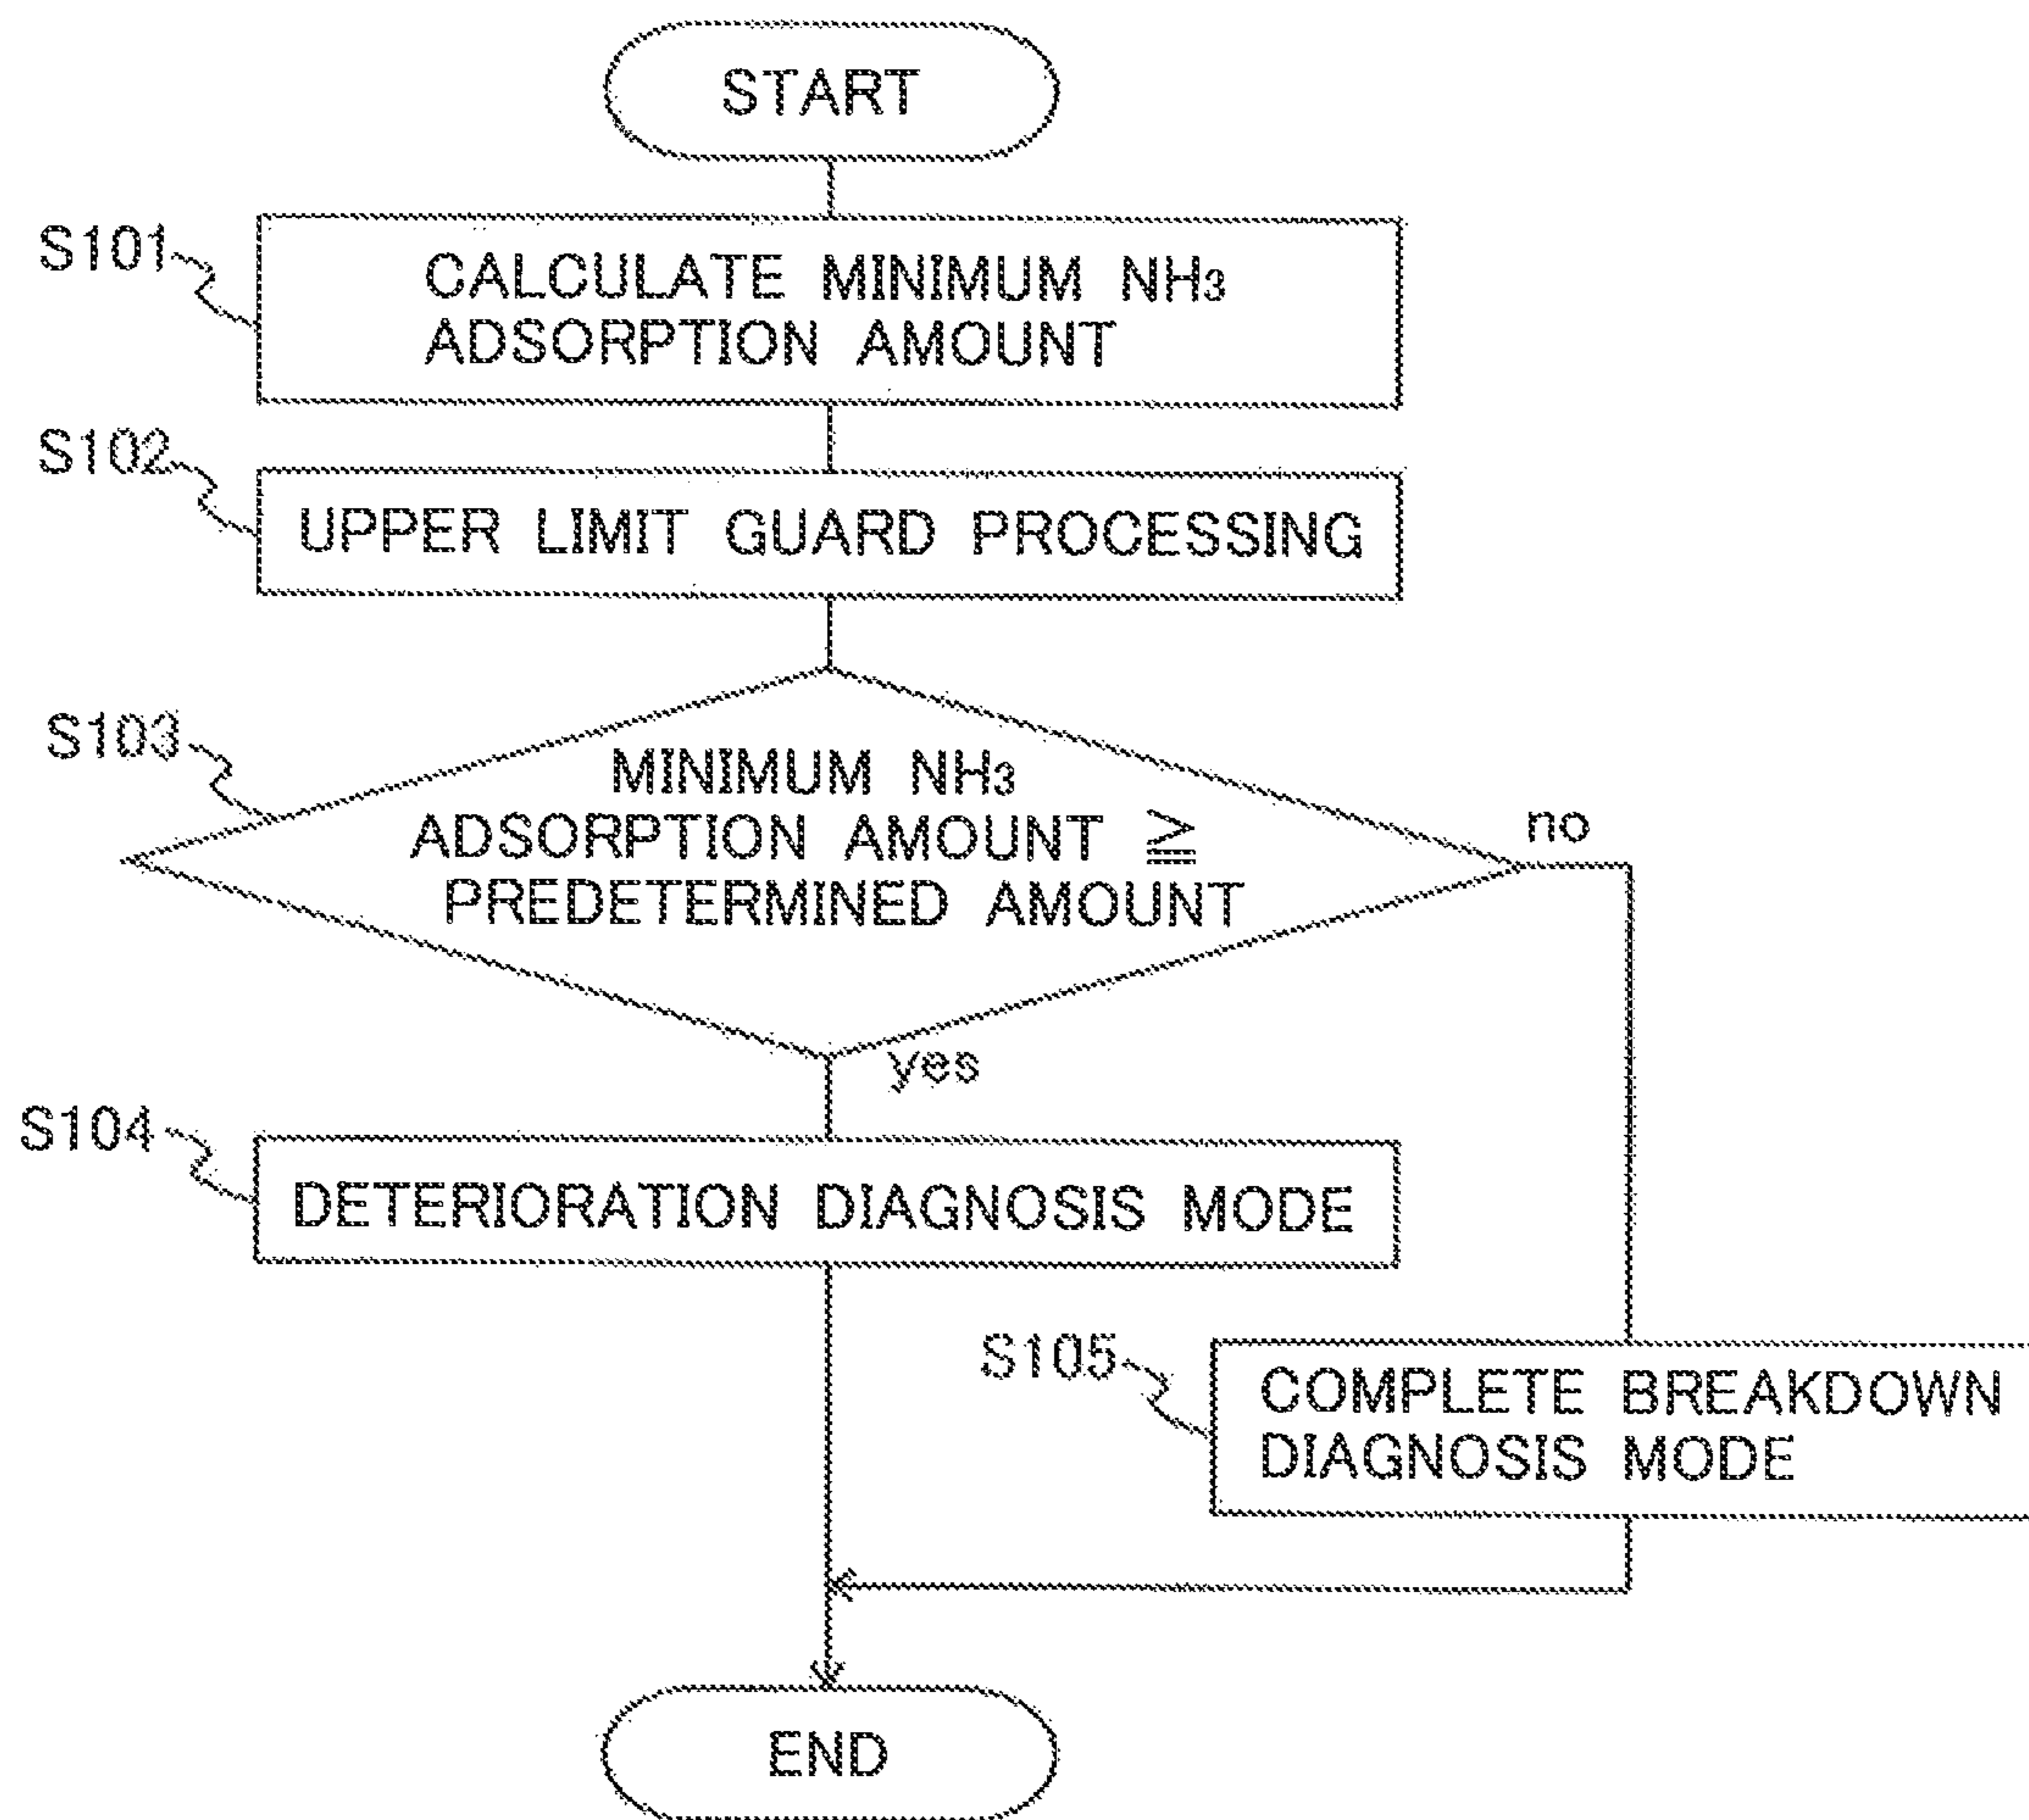 START
S101
CALCULATE MINIMUM NH₃
ADSORPTION AMOUNT
S102
UPPER LIMIT GUARD PROCESSING
S103
MINIMUM NH₃
ADSORPTION AMOUNT ≧
PREDETERMINED AMOUNT
no
yes
S104
DETERIORATION DIAGNOSIS MODE
S105
COMPLETE BREAKDOWN
DIAGNOSIS MODE
END